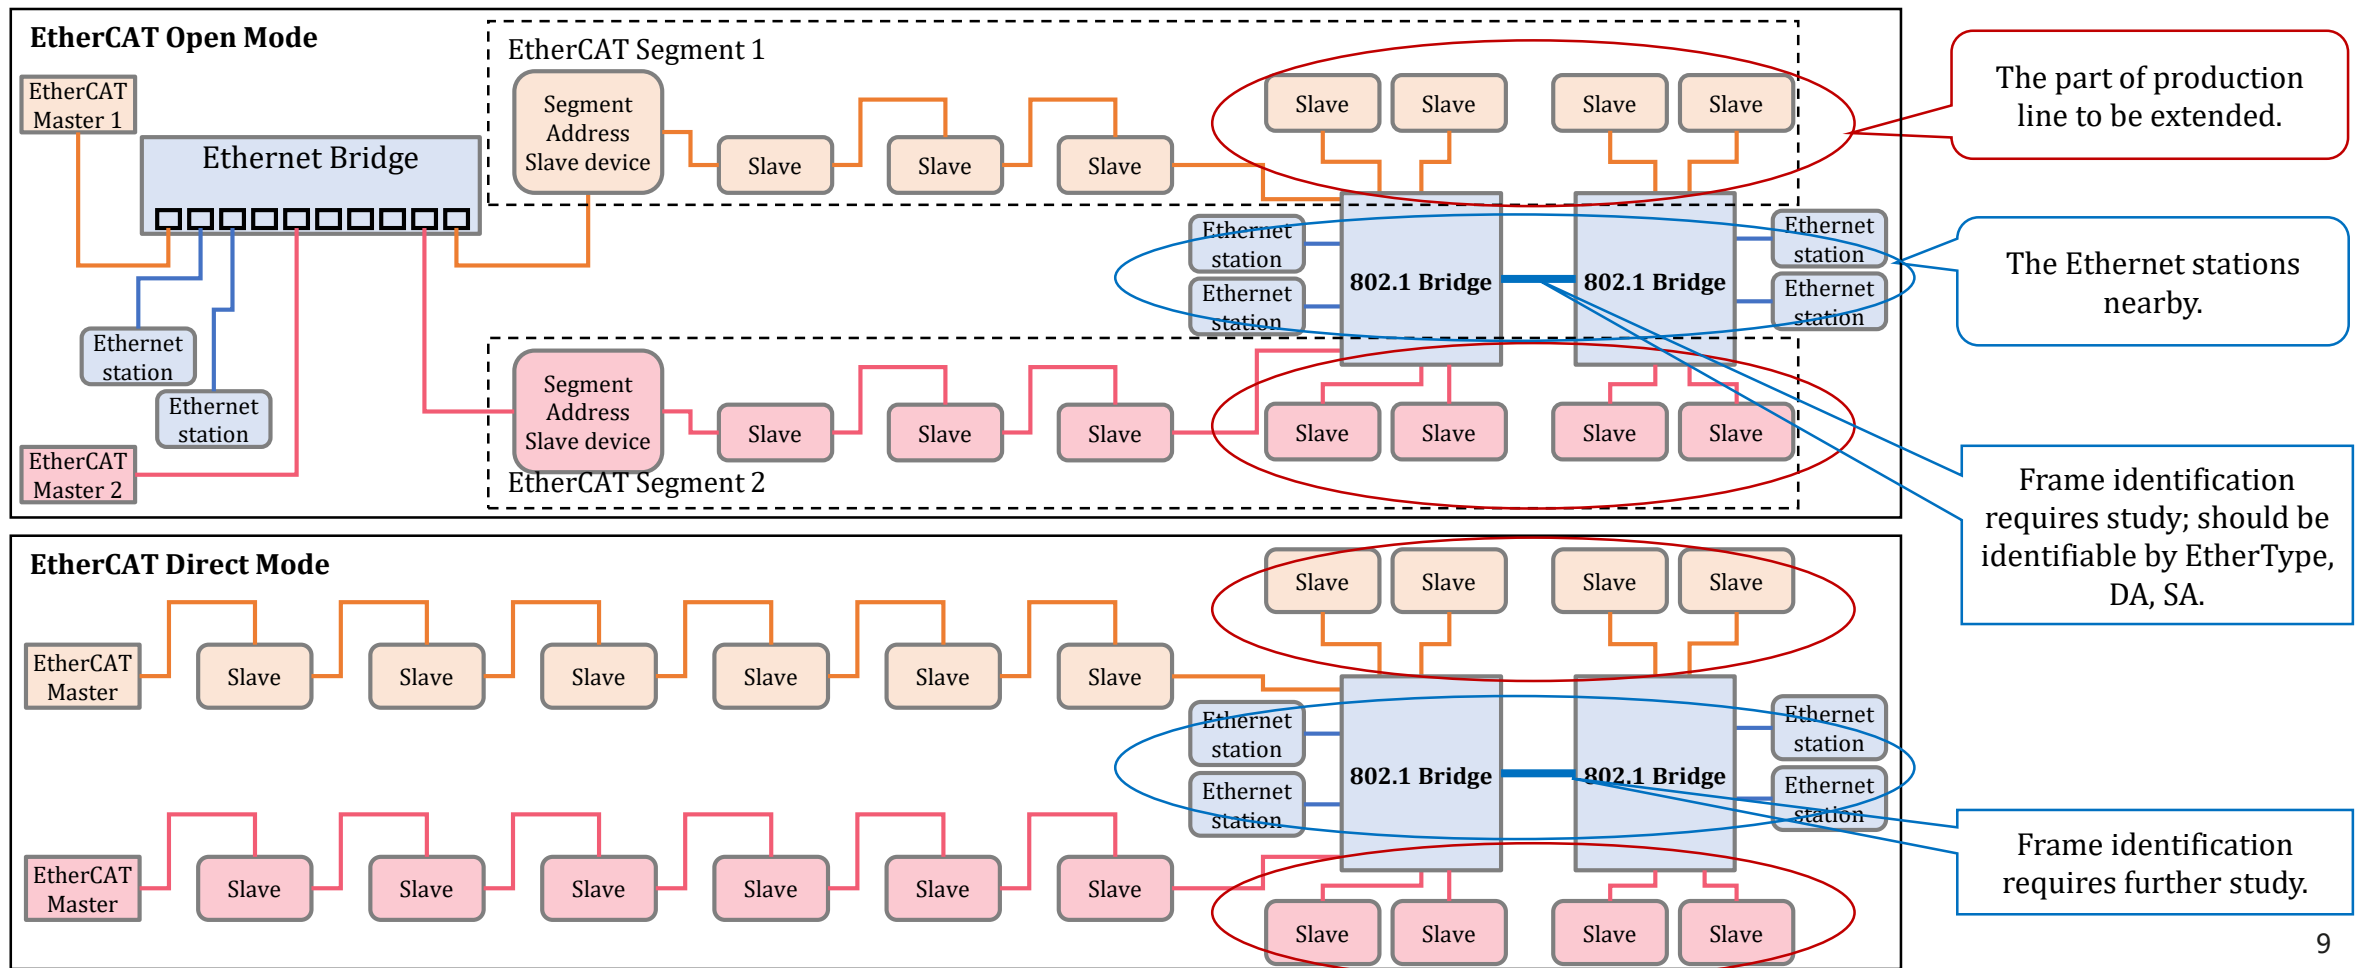 EtherCAT Open Mode
EtherCAT
Master 1
Ethernet Bridge
Ethernet
station
Ethernet
station
EtherCAT
Master 2
EtherCAT Segment 1
Segment
Address
Slave device
Slave
Slave
Slave
Slave
Slave
Slave
Slave
Ethernet
station
Ethernet
station
802.1 Bridge
802.1 Bridge
Ethernet
station
Ethernet
station
Segment
Address
Slave device
Slave
Slave
Slave
Slave
Slave
Slave
Slave
EtherCAT Segment 2
The part of production
line to be extended.
The Ethernet stations
nearby.
Frame identification
requires study; should be
identifiable by EtherType,
DA, SA.
EtherCAT Direct Mode
EtherCAT
Master
Slave
Slave
Slave
Slave
Slave
Slave
Slave
Slave
Slave
Slave
Ethernet
station
Ethernet
station
802.1 Bridge
802.1 Bridge
Ethernet
station
Ethernet
station
EtherCAT
Master
Slave
Slave
Slave
Slave
Slave
Slave
Slave
Slave
Slave
Slave
Frame identification
requires further study.
9